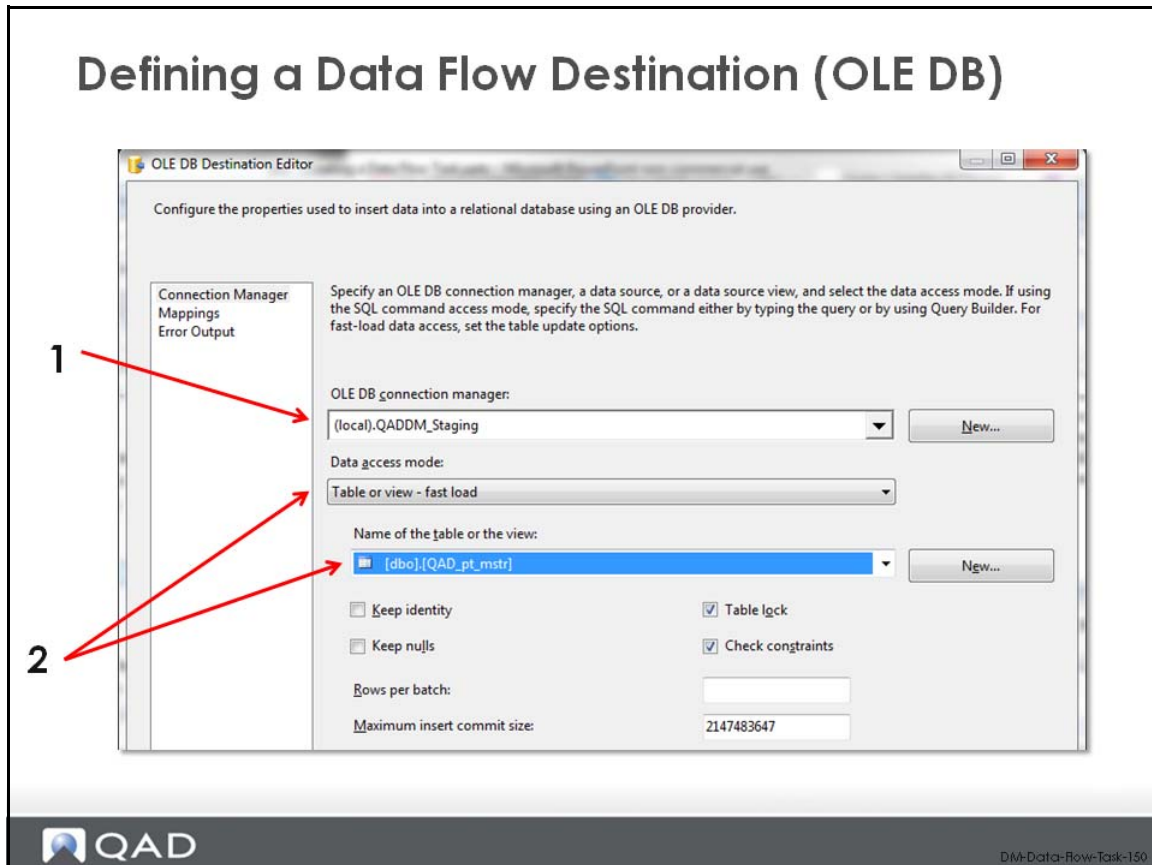 Defining a Data Flow Destination (OLE DB)
OLE DB Destination Editor
Configure the properties used to insert data into a relational database using an OLE DB provider.
Connection Manager
Mappings
Error Output
Specify an OLE DB connection manager, a data source, or a data source view, and select the data access mode. If using
the SQL command access mode, specify the SQL command either by typing the query or by using Query Builder. For
fast-load data access, set the table update options.
1
OLE DB connection manager:
(local).QADDM_Staging
New...
Data access mode:
Table or view - fast load
Name of the table or the view:
[dbo].[QAD_pt_mstr]
New...
Keep identity
Table lock
Keep nulls
Check constraints
2
Rows per batch:
Maximum insert commit size:
2147483647
QAD
DM-Data-Flow-Task-150